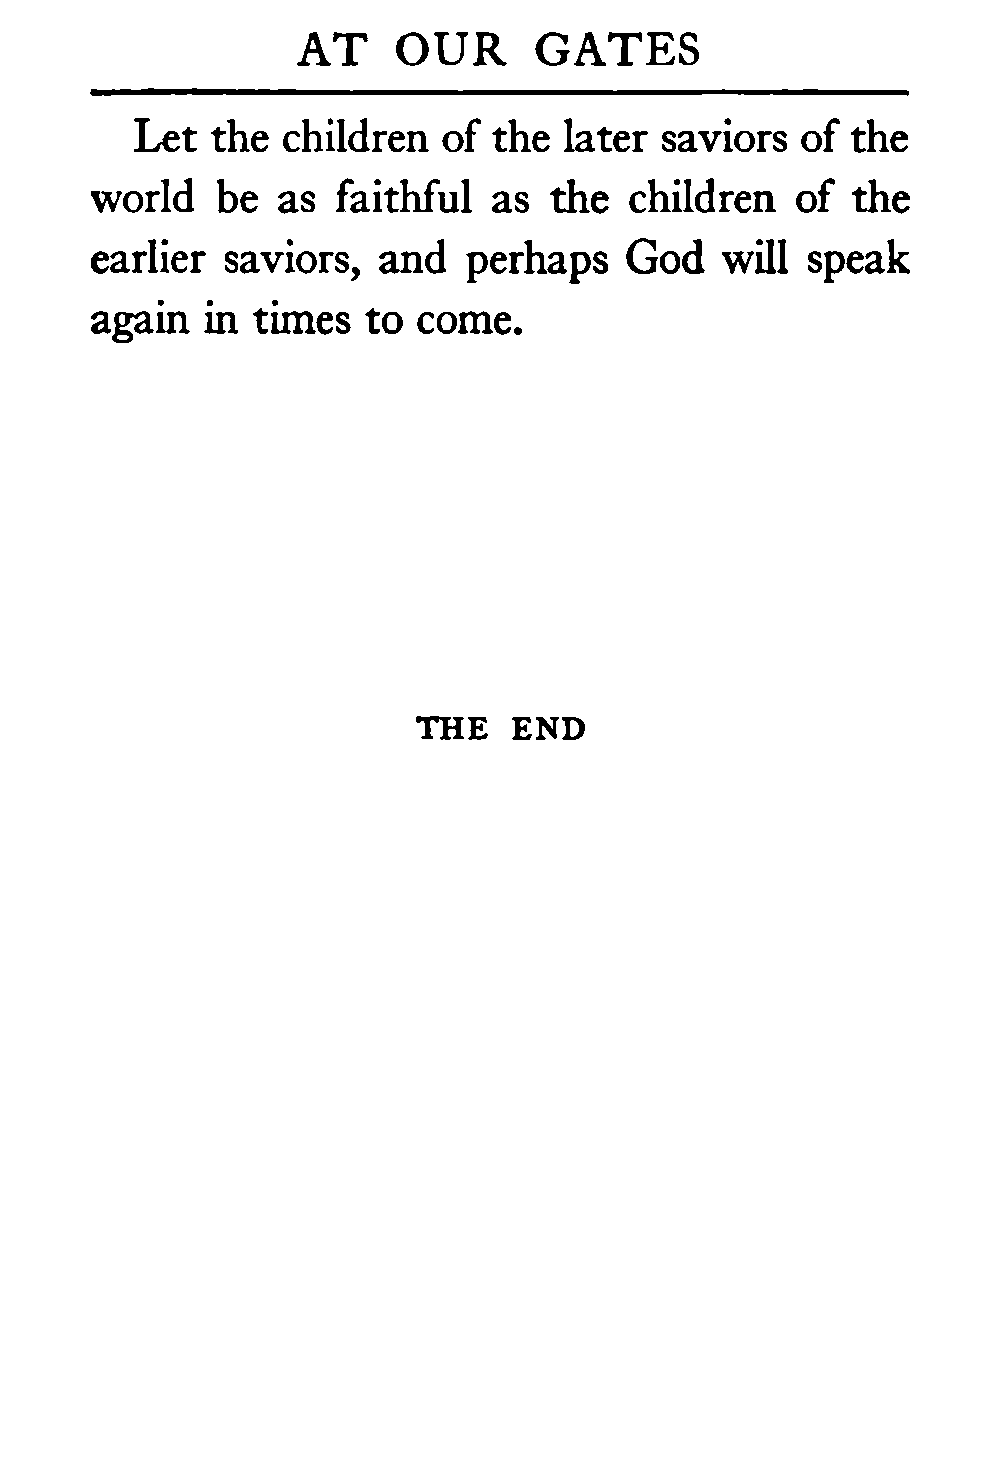 AT OUR GATES
Let the children of the later saviors of the
world be as faithful as the children of the
earlier saviors, and perhaps God will speak
again in times to come.
THE END